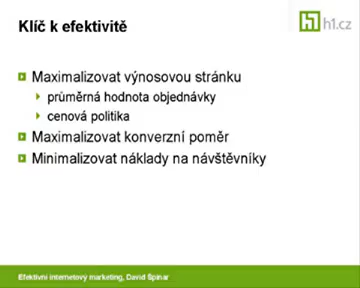 Klíč k efektivitě
h1.cz
Maximalizovat výnosovou stránku
průměrná hodnota objednávky
cenová politika
Maximalizovat konverzní poměr
Minimalizovat náklady na návštěvníky
Efektivní internetový marketing, David Špinar